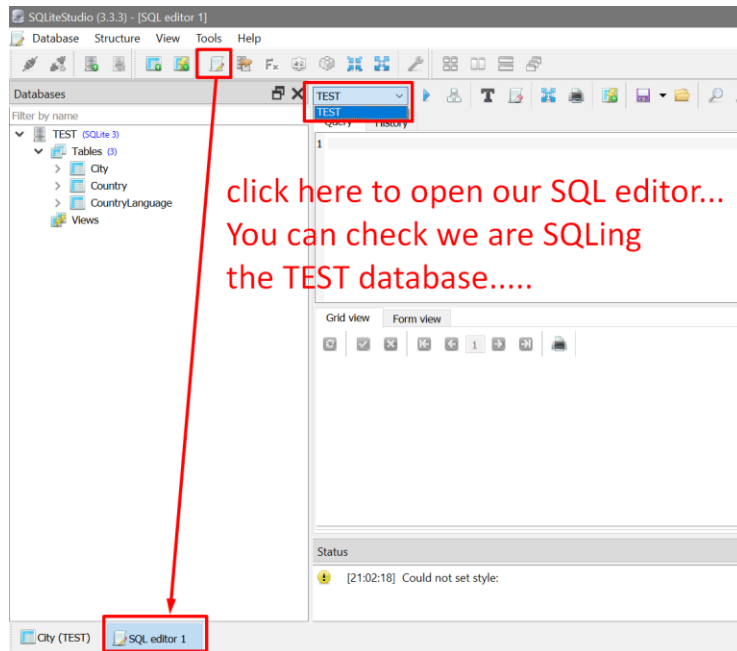 SQLiteStudio (3.3.3) - [SQL editor 1]
Database Structure View Tools Help
Databases
Filter by name
TEST (SQLite 3)
Tables (3)
City
Country
CountryLanguage
Views
TEST
TEST
Query History
1
click here to open our SQL editor...
You can check we are SQLing
the TEST database.....
Grid view Form view
1
Status
[21:02:18] Could not set style:
City (TEST) SQL editor 1